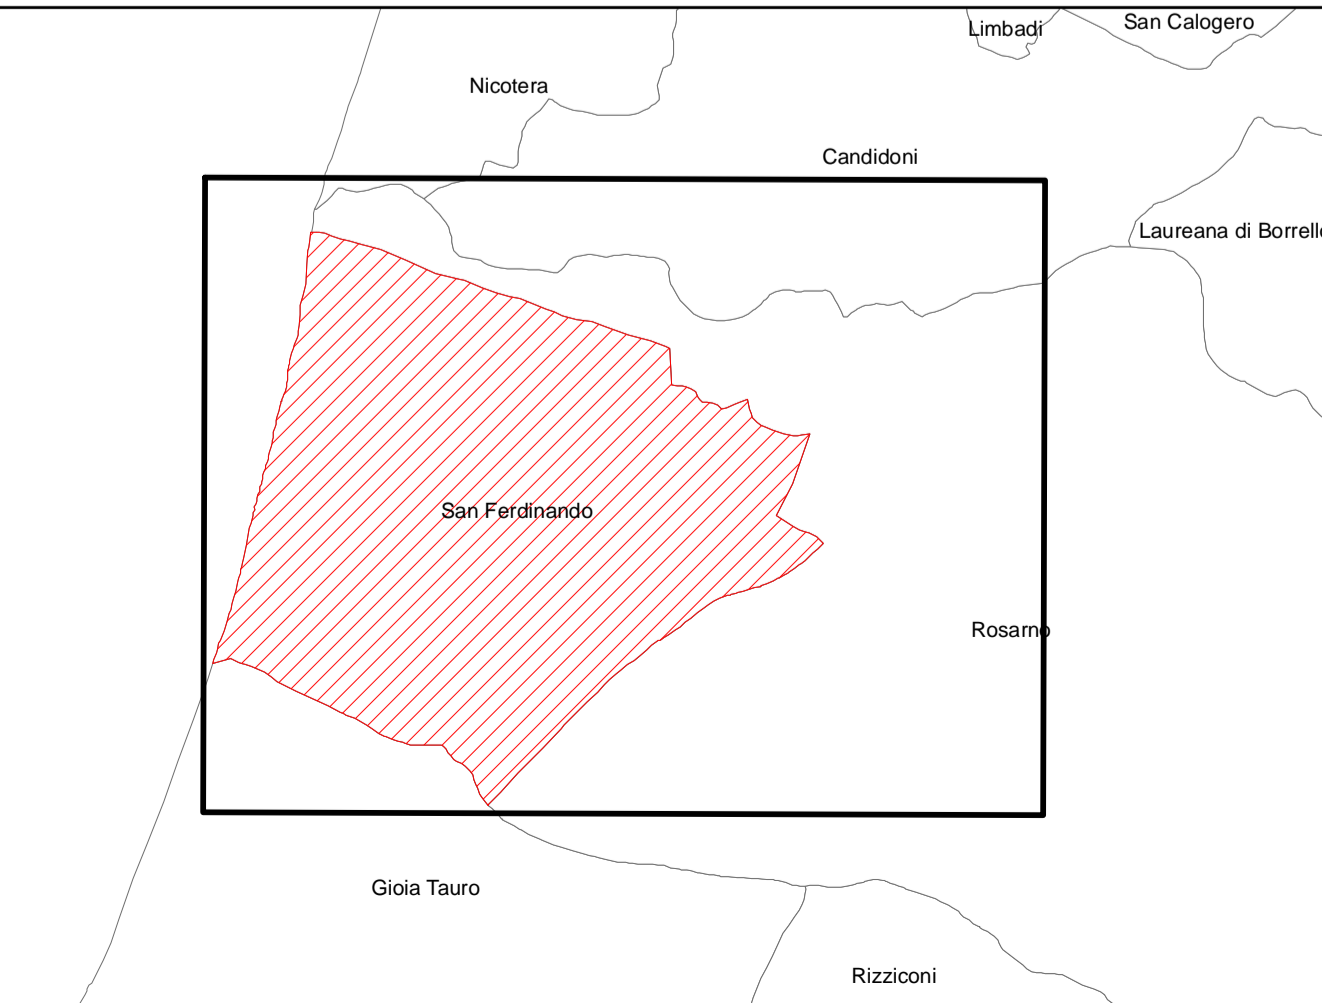 Limbadi
San Calogero
Nicotera
Candidoni
Laureana di Borrello
San Ferdinando
Rosarno
Gioia Tauro
Rizziconi